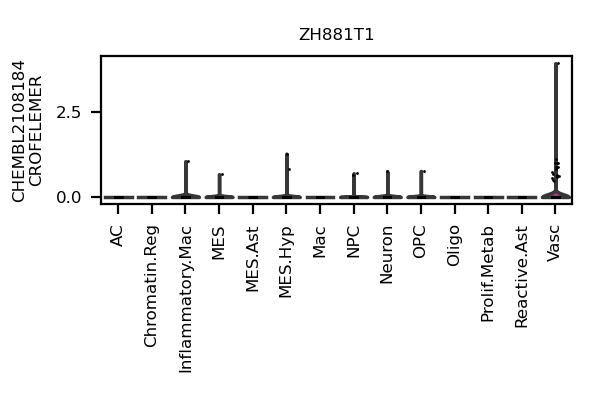 ZH881T1
CHEMBL2108184
CROFELEMER
2.5
0.0
AC
Chromatin.Reg
Inflammatory.Mac
MES
MES.Ast
MES.Hyp
Mac
NPC
Neuron
OPC
Oligo
Prolif.Metab
Reactive.Ast
Vasc